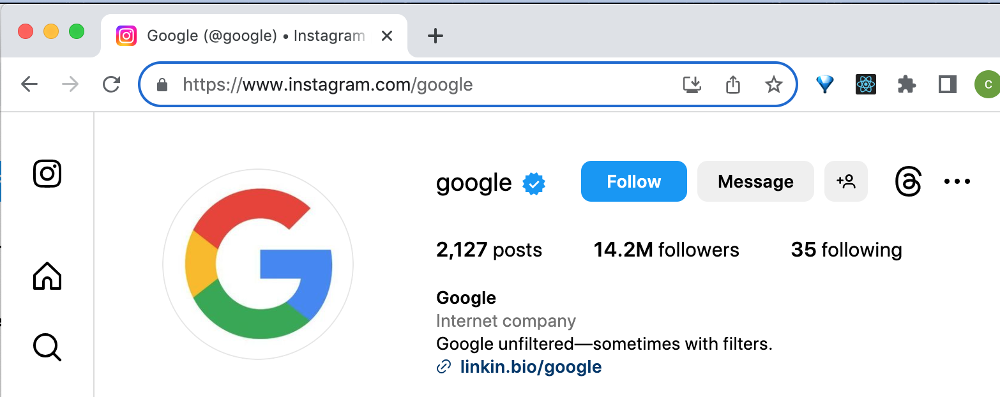 Google (@google) • Instagram
https://www.instagram.com/google
C
google Follow Message
2,127 posts 14.2M followers 35 following
Google
Internet company
Google unfiltered—sometimes with filters.
linkin.bio/google